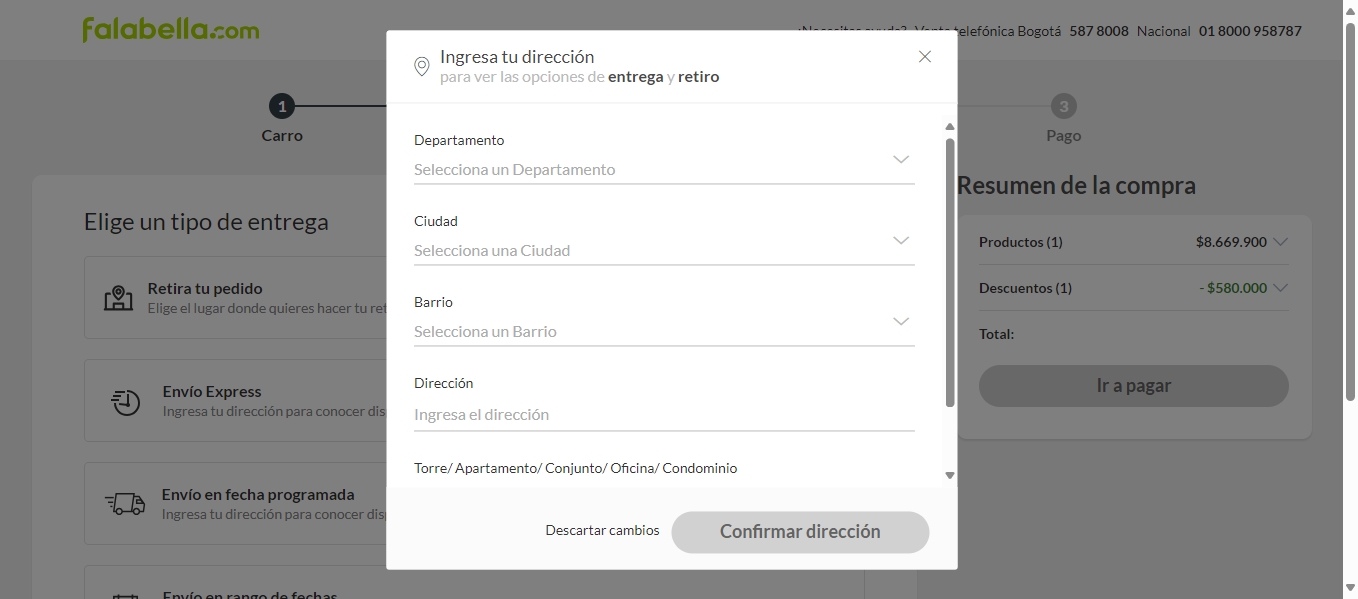 falabella.com
¿Necesitas ayuda? Venta telefónica Bogotá 587 8008 Nacional 01 8000 958787
Ingresa tu dirección
para ver las opciones de entrega y retiro
1
3
Carro
Pago
Departamento
Selecciona un Departamento
Ciudad
Selecciona una Ciudad
Barrio
Selecciona un Barrio
Dirección
Ingresa el dirección
Torre/ Apartamento/ Conjunto/ Oficina/ Condominio
Descartar cambios
Confirmar dirección
Elige un tipo de entrega
Retira tu pedido
Elige el lugar donde quieres hacer tu ret
Envío Express
Ingresa tu dirección para conocer dis
Envío en fecha programada
Ingresa tu dirección para conocer dis
Envío en rango de fechas
Resumen de la compra
Productos (1) $8.669.900
Descuentos (1) - $580.000
Total:
Ir a pagar